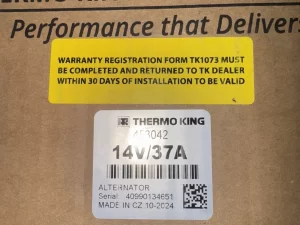 Performance that Deliver
WARRANTY REGISTRATION FORM TK1073 MUST
BE COMPLETED AND RETURNED TO TK DEALER
WITHIN 30 DAYS OF INSTALLATION TO BE VALID
THERMO KING
14V/37A
ALTERNATOR
Serial 40990134651
MADE IN CZ 10-2024